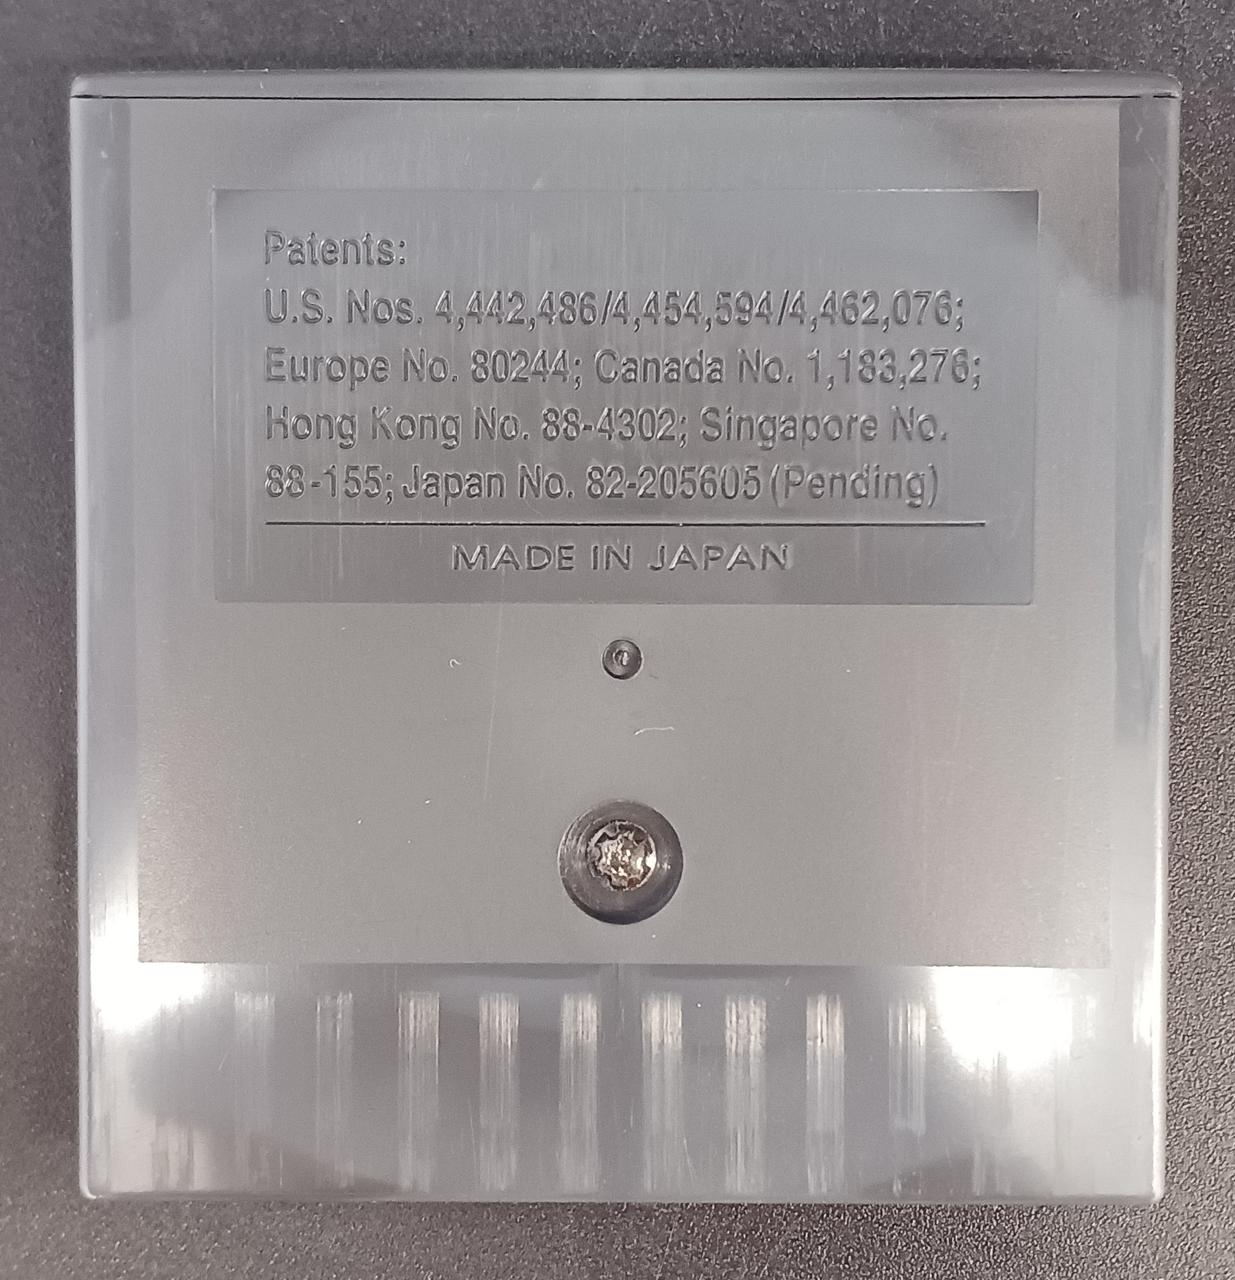 Patents:
U.S. Nos. 4,442,486/4,454,594/4,462,076;
Europe No. 80244; Canada No. 1,183,276;
Hong Kong No. 88-4302; Singapore No.
88-155; Japan No. 82-205605 (Pending)
MADE IN JAPAN